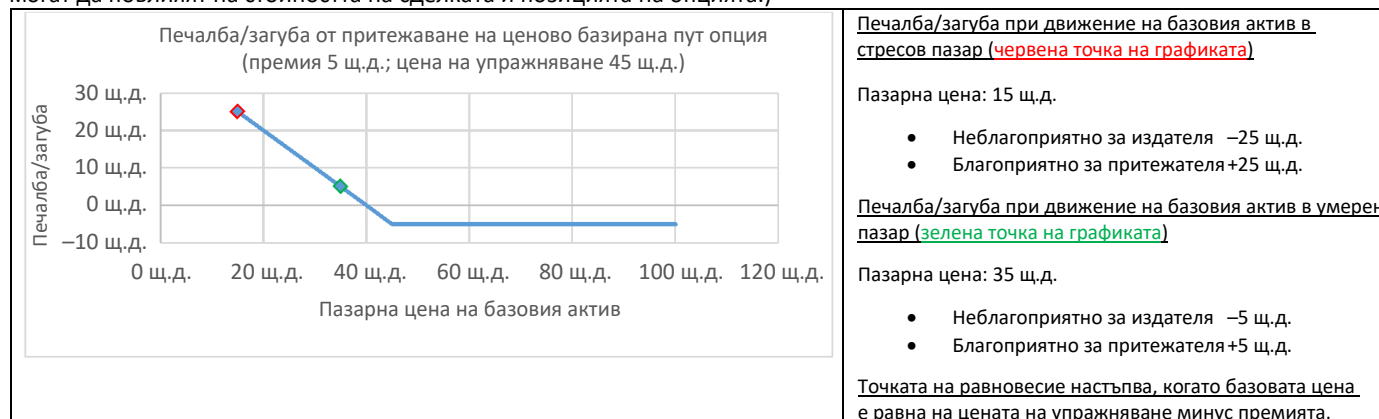 могат да повлияят на стойността на сделката и позицията на опцията.)
Печалба/загуба от притежаване на ценово базирана пут опция
(премия 5 щ.д.; цена на упражняване 45 щ.д.)
30 щ.д.
20 щ.д.
10 щ.д.
0 щ.д.
–10 щ.д.
Печалба/загуба
0 щ.д. 20 щ.д. 40 щ.д. 60 щ.д. 80 щ.д. 100 щ.д. 120 щ.д.
Пазарна цена на базовия актив
Печалба/загуба при движение на базовия актив в
стресов пазар (червена точка на графиката)
Пазарна цена: 15 щ.д.
• Неблагоприятно за издателя –25 щ.д.
• Благоприятно за притежателя +25 щ.д.
Печалба/загуба при движение на базовия актив в умерен
пазар (зелена точка на графиката)
Пазарна цена: 35 щ.д.
• Неблагоприятно за издателя –5 щ.д.
• Благоприятно за притежателя +5 щ.д.
Точката на равновесие настъпва, когато базовата цена
е равна на цената на упражняване минус премията.